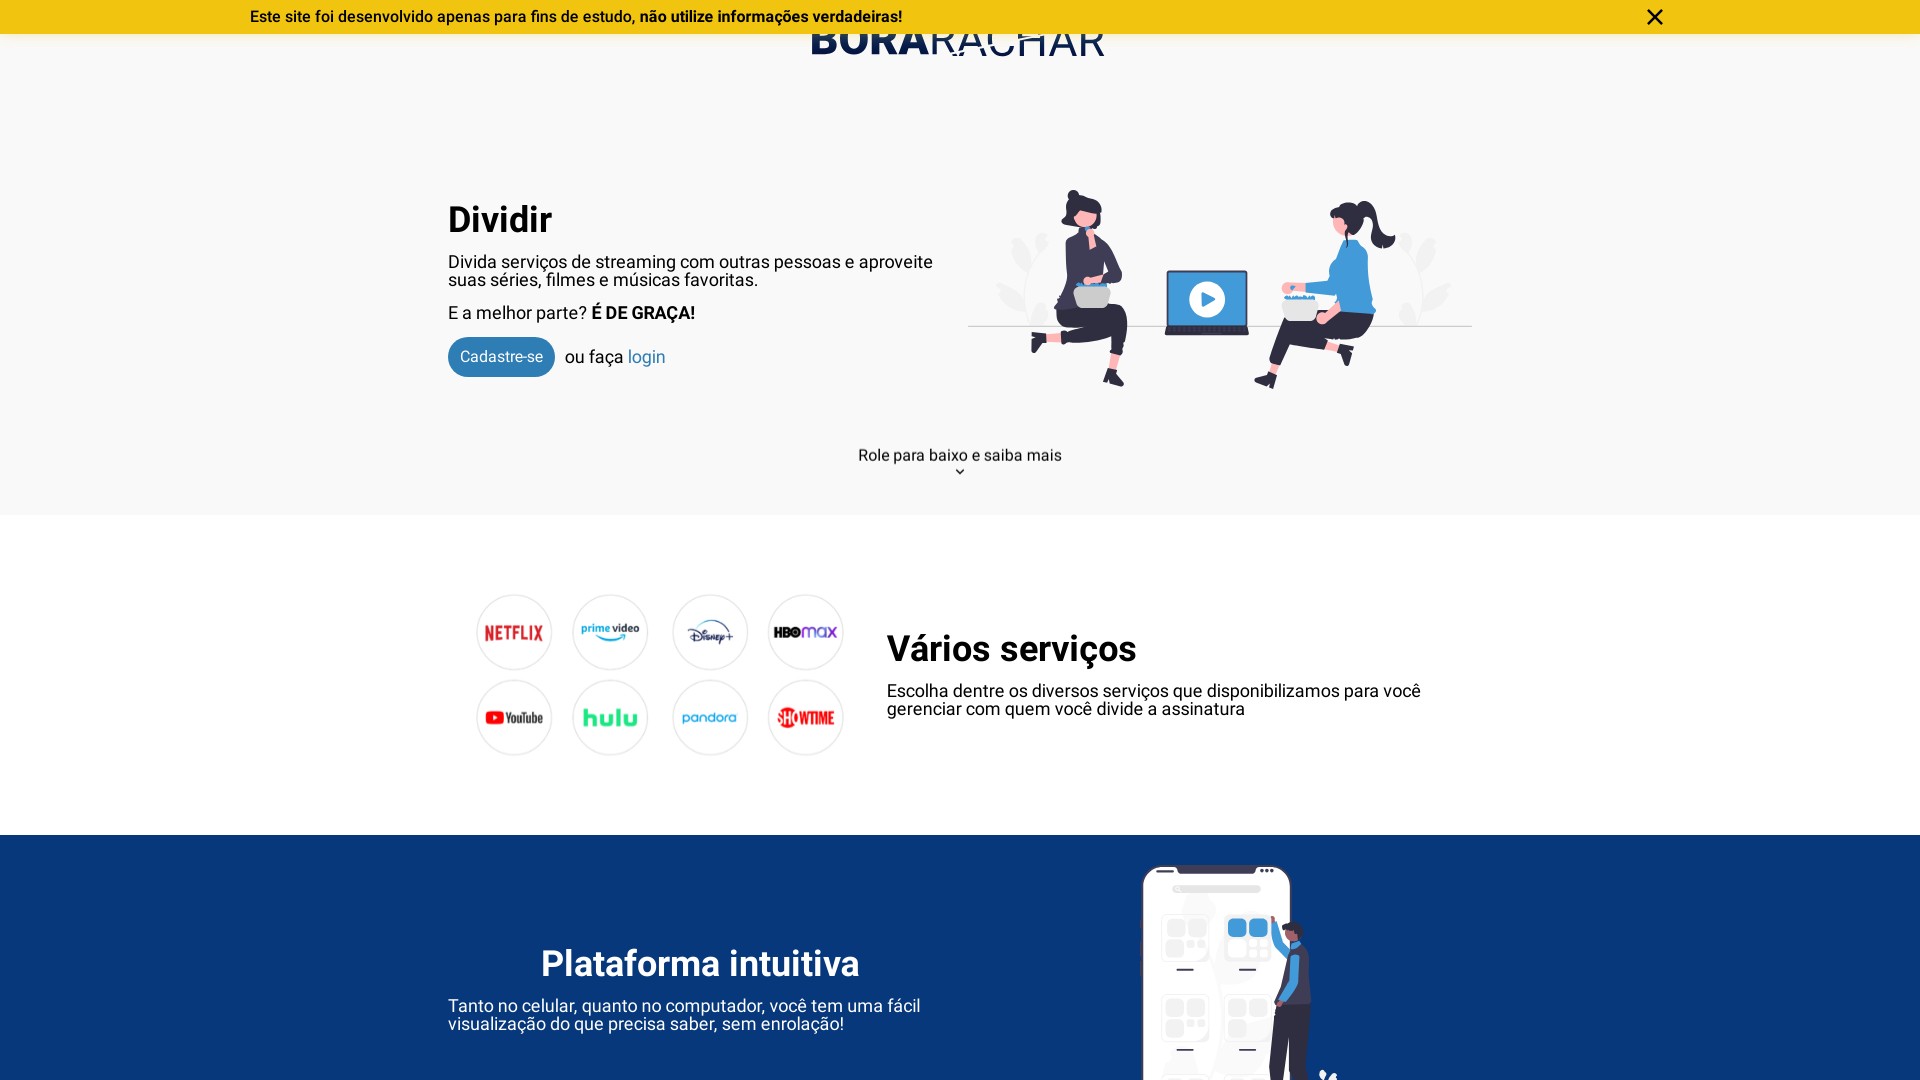 Este site foi desenvolvido apenas para fins de estudo, não utilize informações verdadeiras!
BORARACHAR
Dividir
Divida serviços de streaming com outras pessoas e aproveite
suas séries, filmes e músicas favoritas.
E a melhor parte? É DE GRAÇA!
Cadastre-se ou faça login
Role para baixo e saiba mais
NETFLIX prime video Disney+ HBOmax
YouTube hulu pandora SHOWTIME
Vários serviços
Escolha dentre os diversos serviços que disponibilizamos para você
gerenciar com quem você divide a assinatura
Plataforma intuitiva
Tanto no celular, quanto no computador, você tem uma fácil
visualização do que precisa saber, sem enrolação!